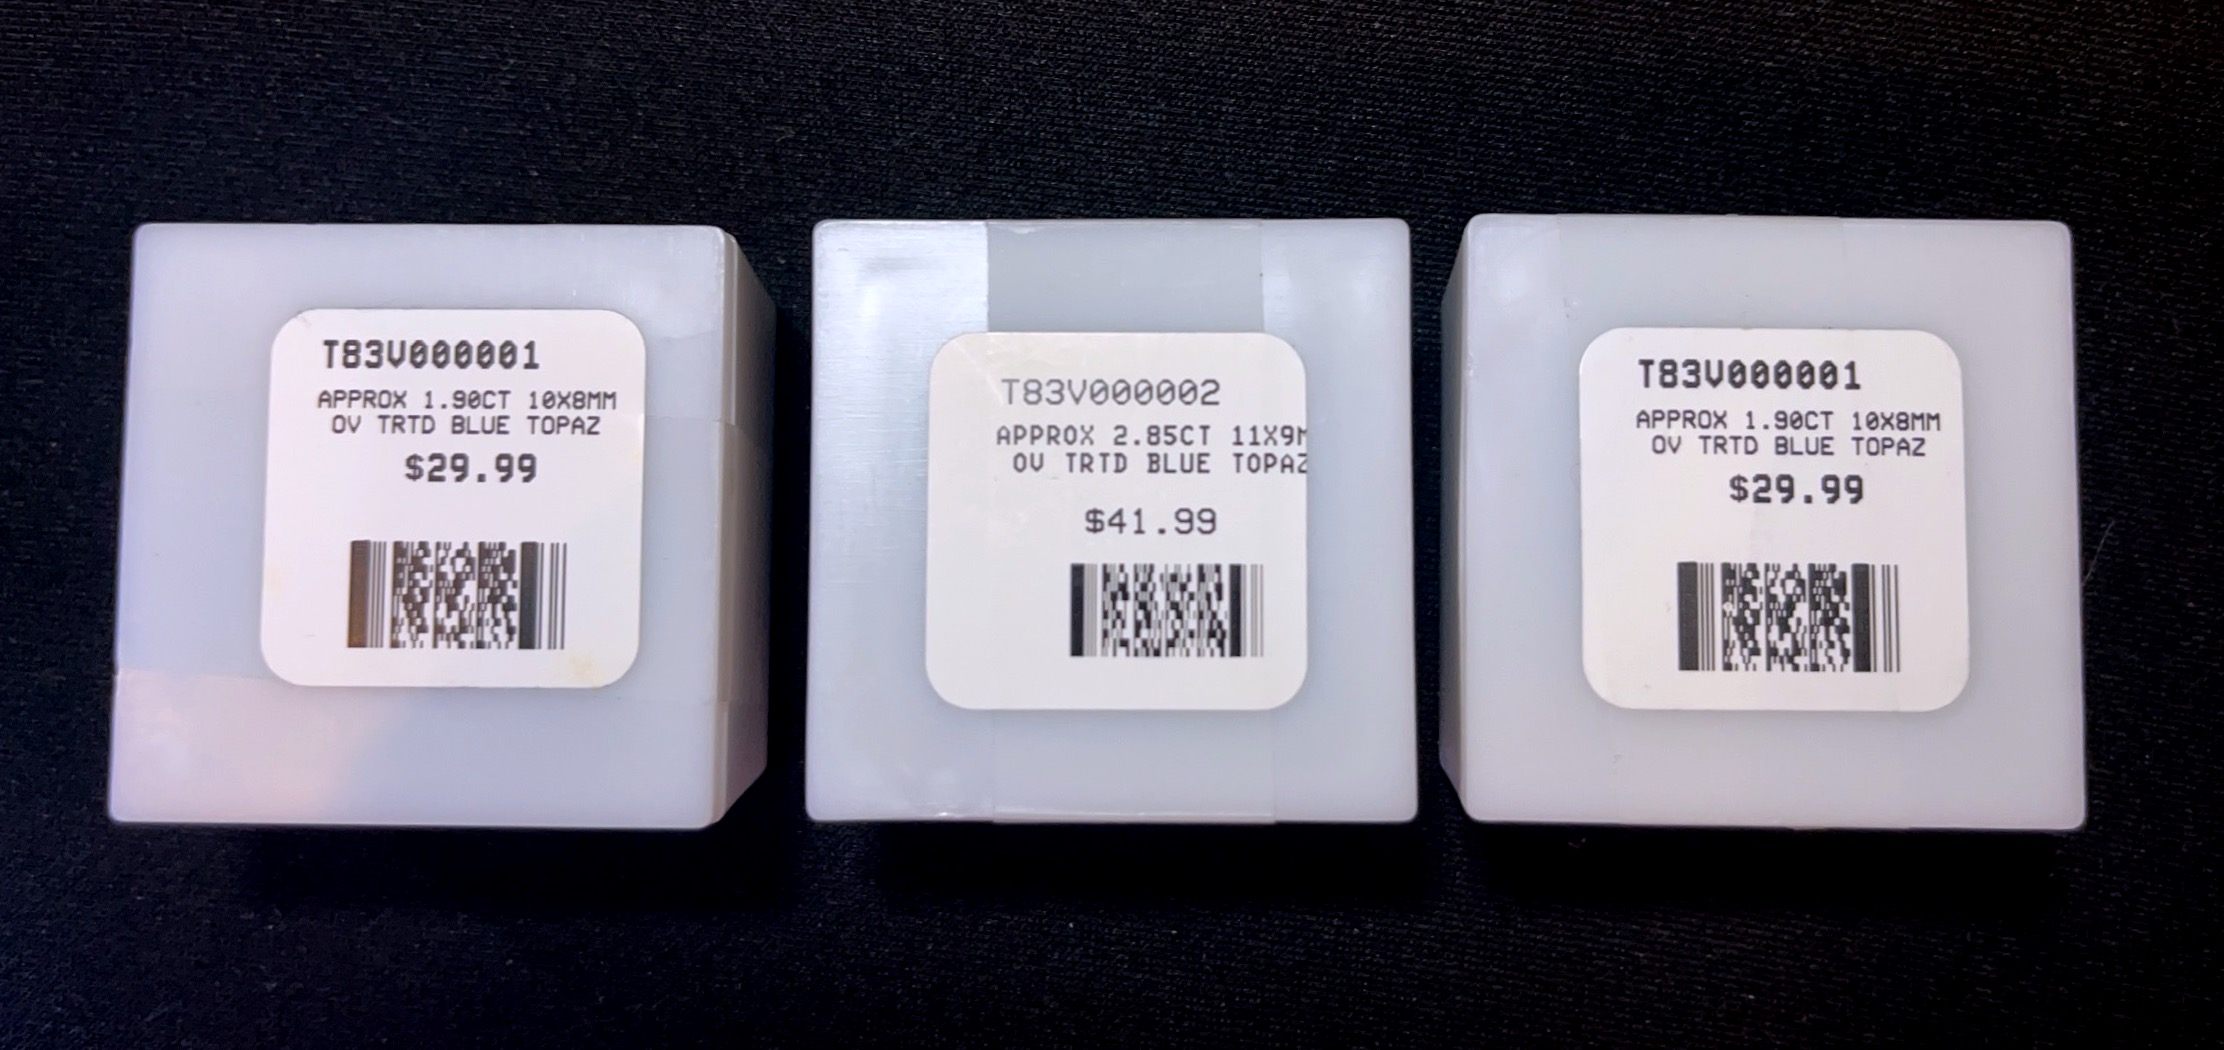 T83V000001
APPROX 1.90CT 10X8MM
OV TRTD BLUE TOPAZ
$29.99
T83V000002
APPROX 2.85CT 11X9M
OV TRTD BLUE TOPAZ
$41.99
T83V000001
APPROX 1.90CT 10X8MM
OV TRTD BLUE TOPAZ
$29.99